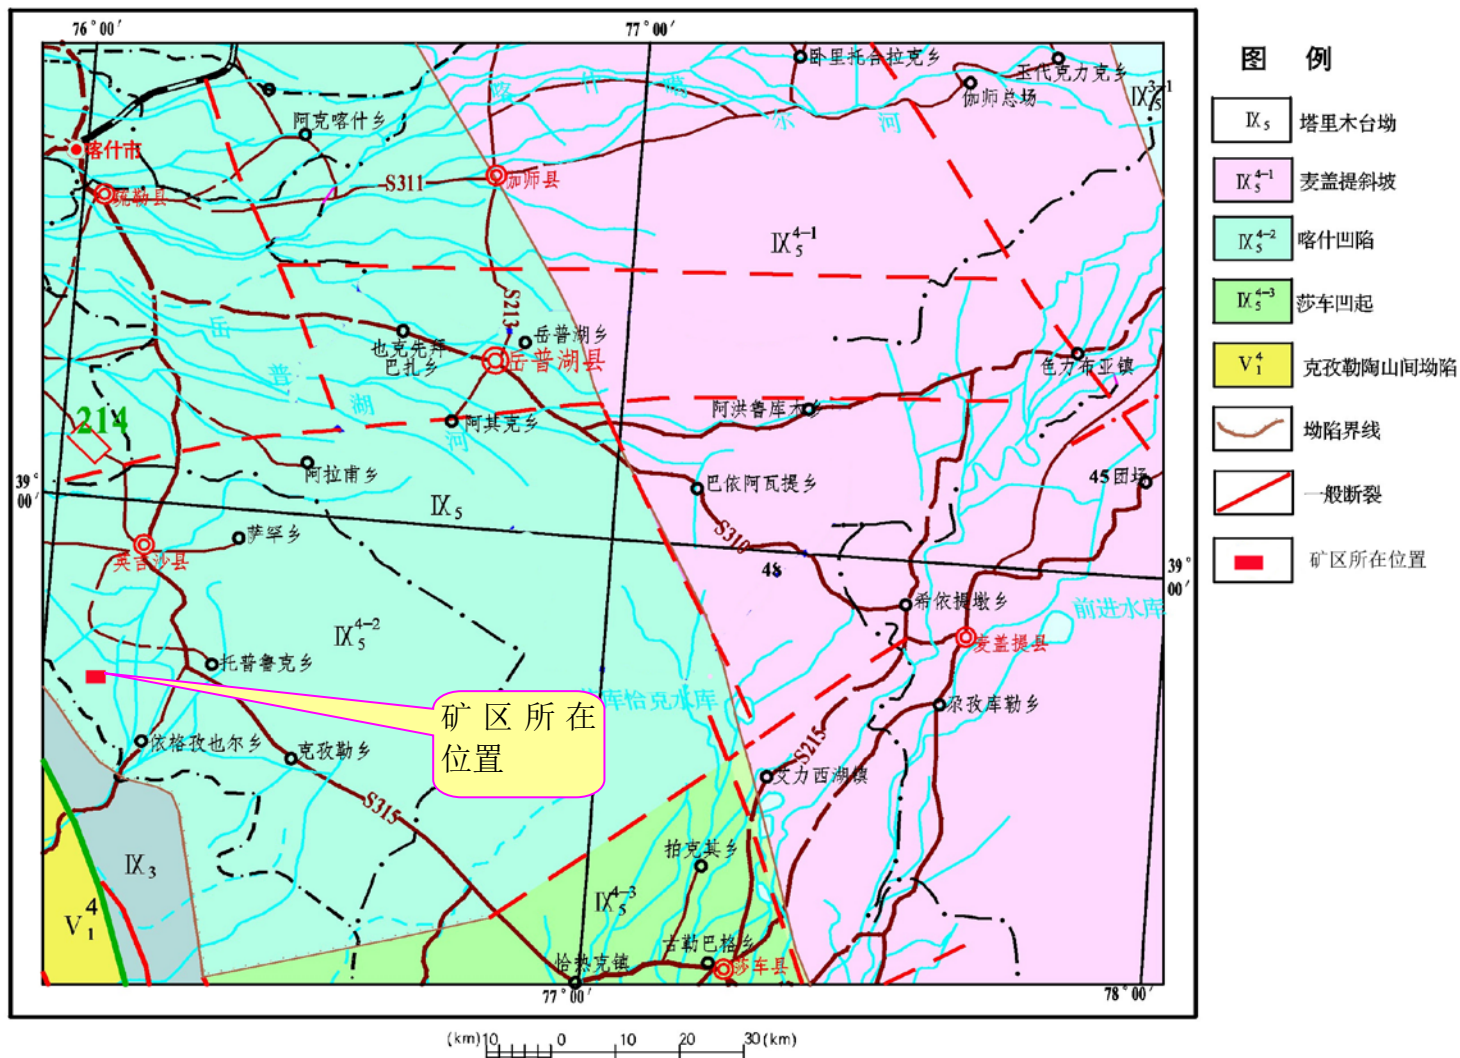 76°00′
77°00′
卧里托合拉克乡
玉代克力克乡
伽师总场
喀什噶尔河
阿克喀什乡
喀什市
疏勒县
S311
伽师县
Ⅸ₅³⁻¹
Ⅸ₅⁴⁻¹
S213
岳普湖乡
岳普湖县
也克先拜
巴扎乡
岳普湖河
色力布亚镇
阿洪鲁库木乡
阿其克乡
214
阿拉甫乡
45团场
39°
00′
Ⅸ₅
巴依阿瓦提乡
S310
萨罕乡
英吉沙县
48
39°
00′
希依提墩乡
前进水库
麦盖提县
Ⅸ₅⁴⁻²
托普鲁克乡
库恰克水库
矿区所在
位置
尕孜库勒乡
依格孜也尔乡
克孜勒乡
S215
艾力西湖镇
S315
拍克其乡
Ⅸ₃
Ⅸ₅⁴⁻³
V₁⁴
古勒巴格乡
恰热克镇
莎车县
77°00′
78°00′
(km)10 0 10 20 30(km)
图 例
Ⅸ₅ 塔里木台坳
Ⅸ₅⁴⁻¹ 麦盖提斜坡
Ⅸ₅⁴⁻² 喀什凹陷
Ⅸ₅⁴⁻³ 莎车凹起
V₁⁴ 克孜勒陶山间坳陷
坳陷界线
一般断裂
矿区所在位置